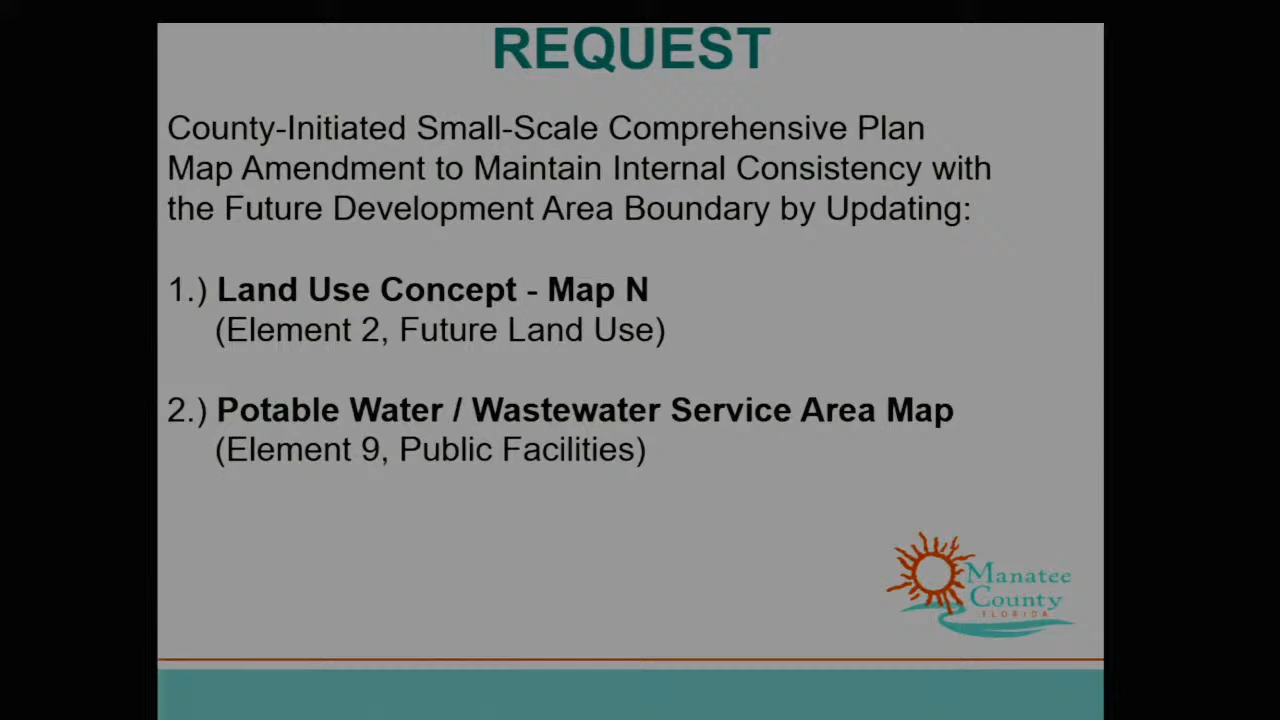 REQUEST
County-Initiated Small-Scale Comprehensive Plan
Map Amendment to Maintain Internal Consistency with
the Future Development Area Boundary by Updating:
1.) Land Use Concept - Map N
(Element 2, Future Land Use)
2.) Potable Water / Wastewater Service Area Map
(Element 9, Public Facilities)
Manatee
County
FLORIDA